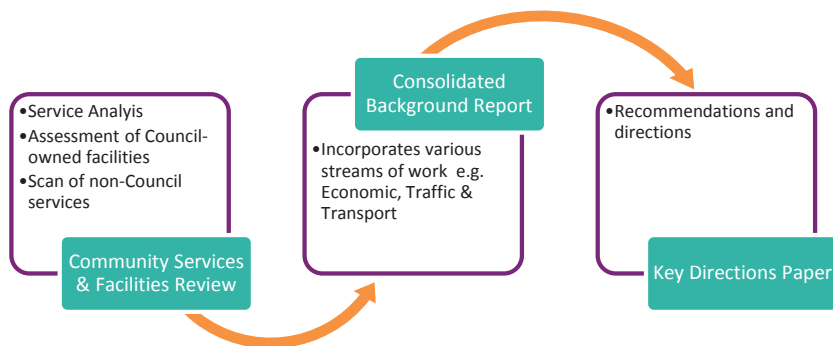 •Service Analyis
•Assessment of Council-
owned facilities
•Scan of non-Council
services
Community Services
& Facilities Review
Consolidated
Background Report
•Incorporates various
streams of work  e.g.
Economic, Traffic &
Transport
•Recommendations and
directions
Key Directions Paper